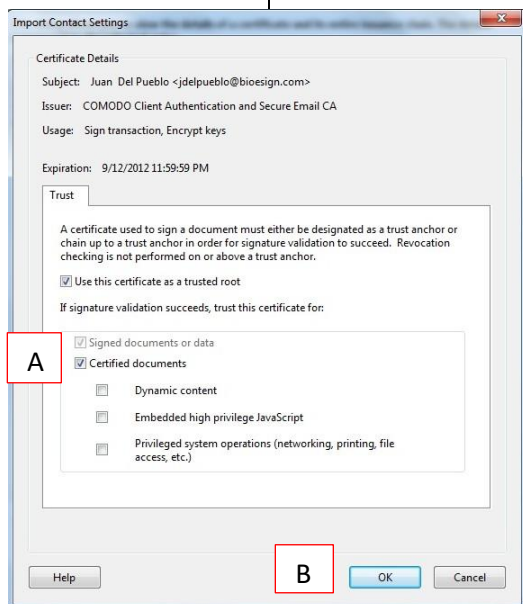 Import Contact Settings
Certificate Details
Subject: Juan Del Pueblo <jdelpueblo@bioesign.com>
Issuer: COMODO Client Authentication and Secure Email CA
Usage: Sign transaction, Encrypt keys
Expiration: 9/12/2012 11:59:59 PM
Trust
A certificate used to sign a document must either be designated as a trust anchor or
chain up to a trust anchor in order for signature validation to succeed. Revocation
checking is not performed on or above a trust anchor.
Use this certificate as a trusted root
If signature validation succeeds, trust this certificate for:
Signed documents or data
A
Certified documents
Dynamic content
Embedded high privilege JavaScript
Privileged system operations (networking, printing, file
access, etc.)
B
Help OK Cancel